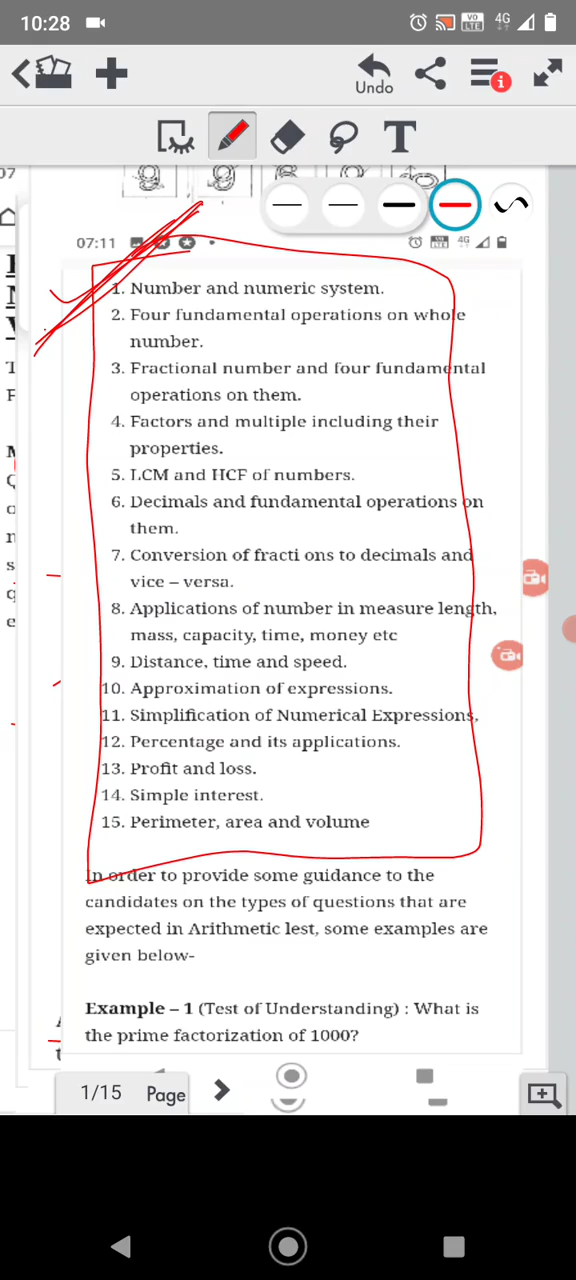 10:28
VO
LTE
4G
Undo
T
07
07:11
4G
1. Number and numeric system.
2. Four fundamental operations on whole
number.
3. Fractional number and four fundamental
operations on them.
4. Factors and multiple including their
properties.
5. LCM and HCF of numbers.
6. Decimals and fundamental operations on
them.
7. Conversion of fracti ons to decimals and
vice – versa.
8. Applications of number in measure length,
mass, capacity, time, money etc
9. Distance, time and speed.
10. Approximation of expressions.
11. Simplification of Numerical Expressions,
12. Percentage and its applications.
13. Profit and loss.
14. Simple interest.
15. Perimeter, area and volume
In order to provide some guidance to the
candidates on the types of questions that are
expected in Arithmetic lest, some examples are
given below-
Example – 1 (Test of Understanding) : What is
the prime factorization of 1000?
1/15 Page